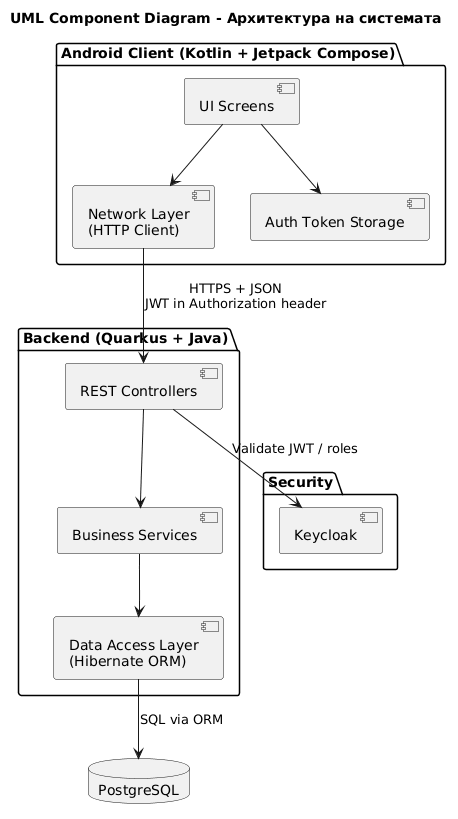 UML Component Diagram - Архитектура на системата
Android Client (Kotlin + Jetpack Compose)
UI Screens
Network Layer
(HTTP Client)
Auth Token Storage
HTTPS + JSON
JWT in Authorization header
Backend (Quarkus + Java)
REST Controllers
Validate JWT / roles
Security
Keycloak
Business Services
Data Access Layer
(Hibernate ORM)
SQL via ORM
PostgreSQL